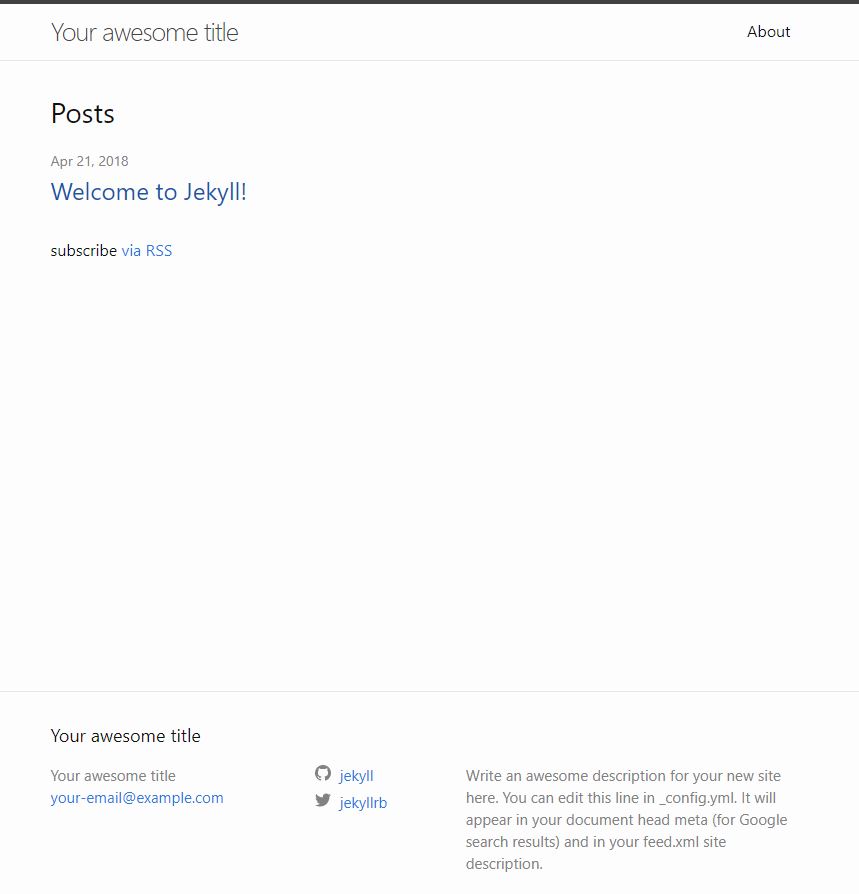 Your awesome title
About
Posts
Apr 21, 2018
Welcome to Jekyll!
subscribe via RSS
Your awesome title
Your awesome title
your-email@example.com
jekyll
jekyllrb
Write an awesome description for your new site
here. You can edit this line in _config.yml. It will
appear in your document head meta (for Google
search results) and in your feed.xml site
description.